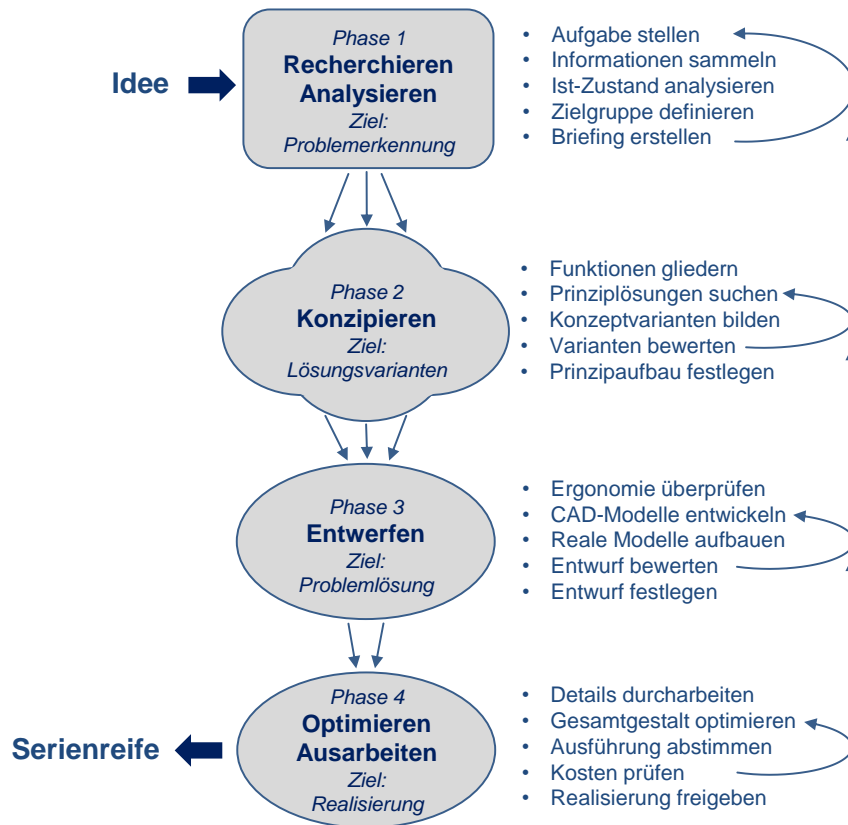 Idee
Phase 1
Recherchieren
Analysieren
Ziel:
Problemerkennung
• Aufgabe stellen
• Informationen sammeln
• Ist-Zustand analysieren
• Zielgruppe definieren
• Briefing erstellen
Phase 2
Konzipieren
Ziel:
Lösungsvarianten
• Funktionen gliedern
• Prinziplösungen suchen
• Konzeptvarianten bilden
• Varianten bewerten
• Prinzipaufbau festlegen
Phase 3
Entwerfen
Ziel:
Problemlösung
• Ergonomie überprüfen
• CAD-Modelle entwickeln
• Reale Modelle aufbauen
• Entwurf bewerten
• Entwurf festlegen
Serienreife
Phase 4
Optimieren
Ausarbeiten
Ziel:
Realisierung
• Details durcharbeiten
• Gesamtgestalt optimieren
• Ausführung abstimmen
• Kosten prüfen
• Realisierung freigeben